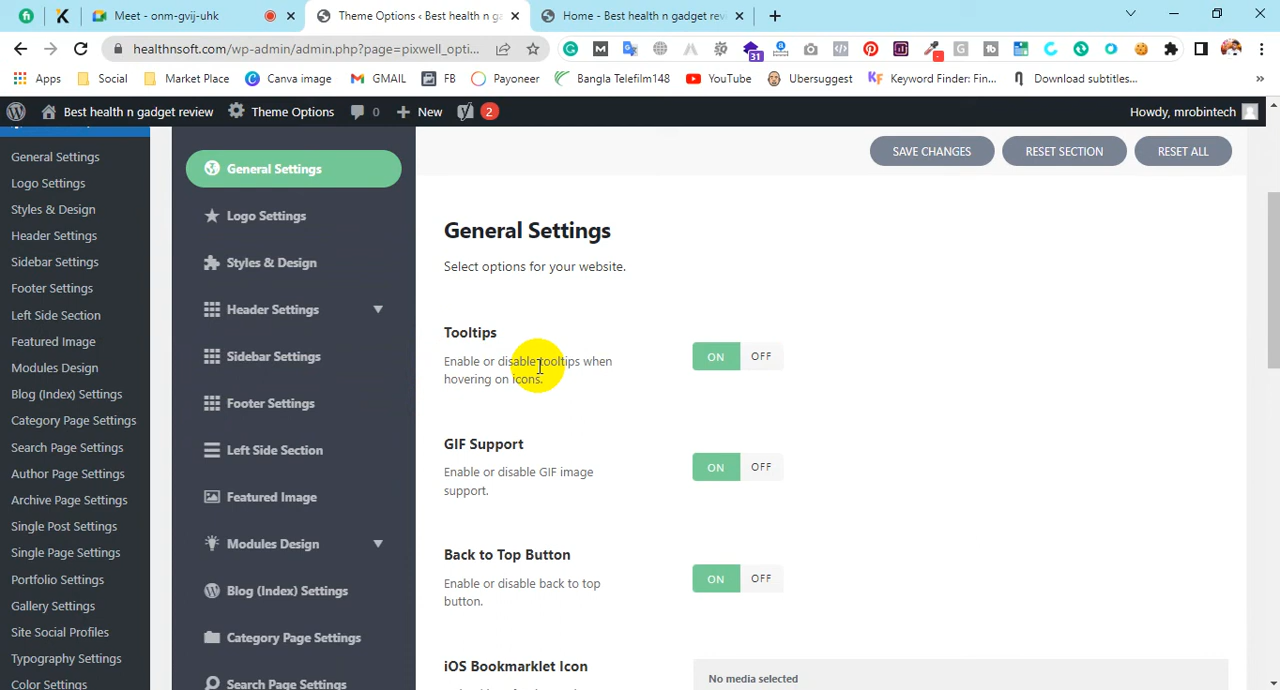 Meet - onm-gvij-uhk
Theme Options ‹ Best health n ga
Home - Best health n gadget revi
healthnsoft.com/wp-admin/admin.php?page=pixwell_opti...
31
Apps
Social
Market Place
Canva image
GMAIL
FB
Payoneer
Bangla Telefilm148
YouTube
Ubersuggest
Keyword Finder: Fin...
Download subtitles...
»
Best health n gadget review
Theme Options
0
New
2
Howdy, mrobintech
General Settings
Logo Settings
Styles & Design
Header Settings
Sidebar Settings
Footer Settings
Left Side Section
Featured Image
Modules Design
Blog (Index) Settings
Category Page Settings
Search Page Settings
Author Page Settings
Archive Page Settings
Single Post Settings
Single Page Settings
Portfolio Settings
Gallery Settings
Site Social Profiles
Typography Settings
Color Settings
General Settings
Logo Settings
Styles & Design
Header Settings
Sidebar Settings
Footer Settings
Left Side Section
Featured Image
Modules Design
Blog (Index) Settings
Category Page Settings
Search Page Settings
SAVE CHANGES
RESET SECTION
RESET ALL
General Settings
Select options for your website.
Tooltips
Enable or disable tooltips when
hovering on icons.
ON OFF
GIF Support
Enable or disable GIF image
support.
ON OFF
Back to Top Button
Enable or disable back to top
button.
ON OFF
iOS Bookmarklet Icon
No media selected